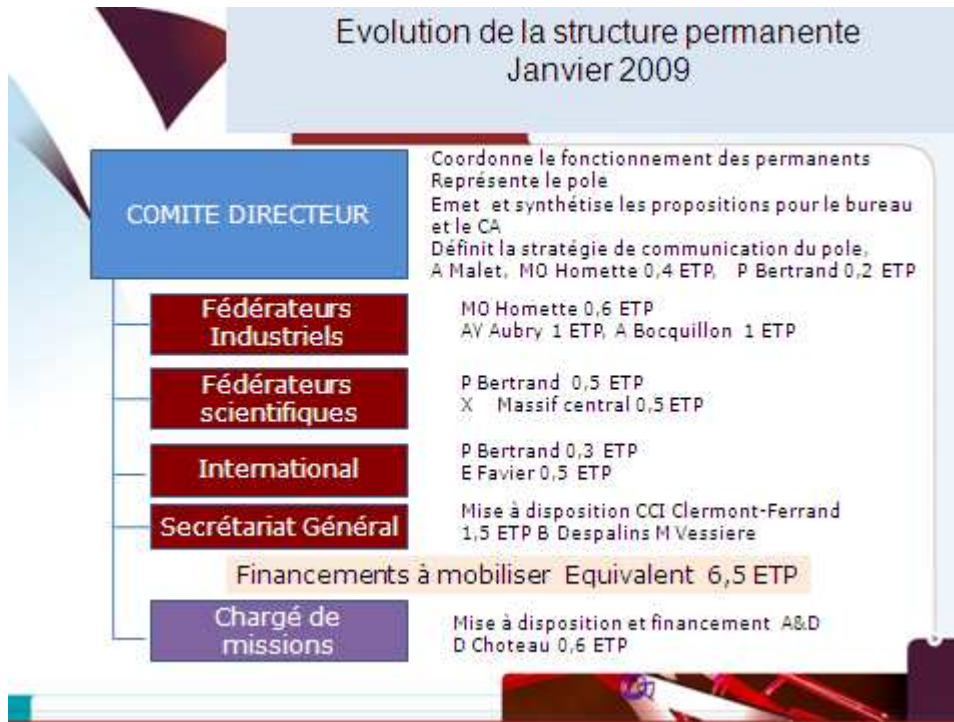 Evolution de la structure permanente
Janvier 2009
COMITE DIRECTEUR
Coordonne le fonctionnement des permanents
Représente le pole
Emet et synthétise les propositions pour le bureau
et le CA
Définit la stratégie de communication du pole,
A Malet, MO Homette 0,4 ETP, P Bertrand 0,2 ETP
Fédérateurs
Industriels
MO Homette 0,6 ETP
AY Aubry 1 ETP, A Bocquillon 1 ETP
Fédérateurs
scientifiques
P Bertrand 0,5 ETP
X Massif central 0,5 ETP
International
P Bertrand 0,3 ETP
E Favier 0,5 ETP
Secrétariat Général
Mise à disposition CCI Clermont-Ferrand
1,5 ETP B Despalins M Vessiere
Financements à mobiliser Equivalent 6,5 ETP
Chargé de
missions
Mise à disposition et financement A&D
D Choteau 0,6 ETP